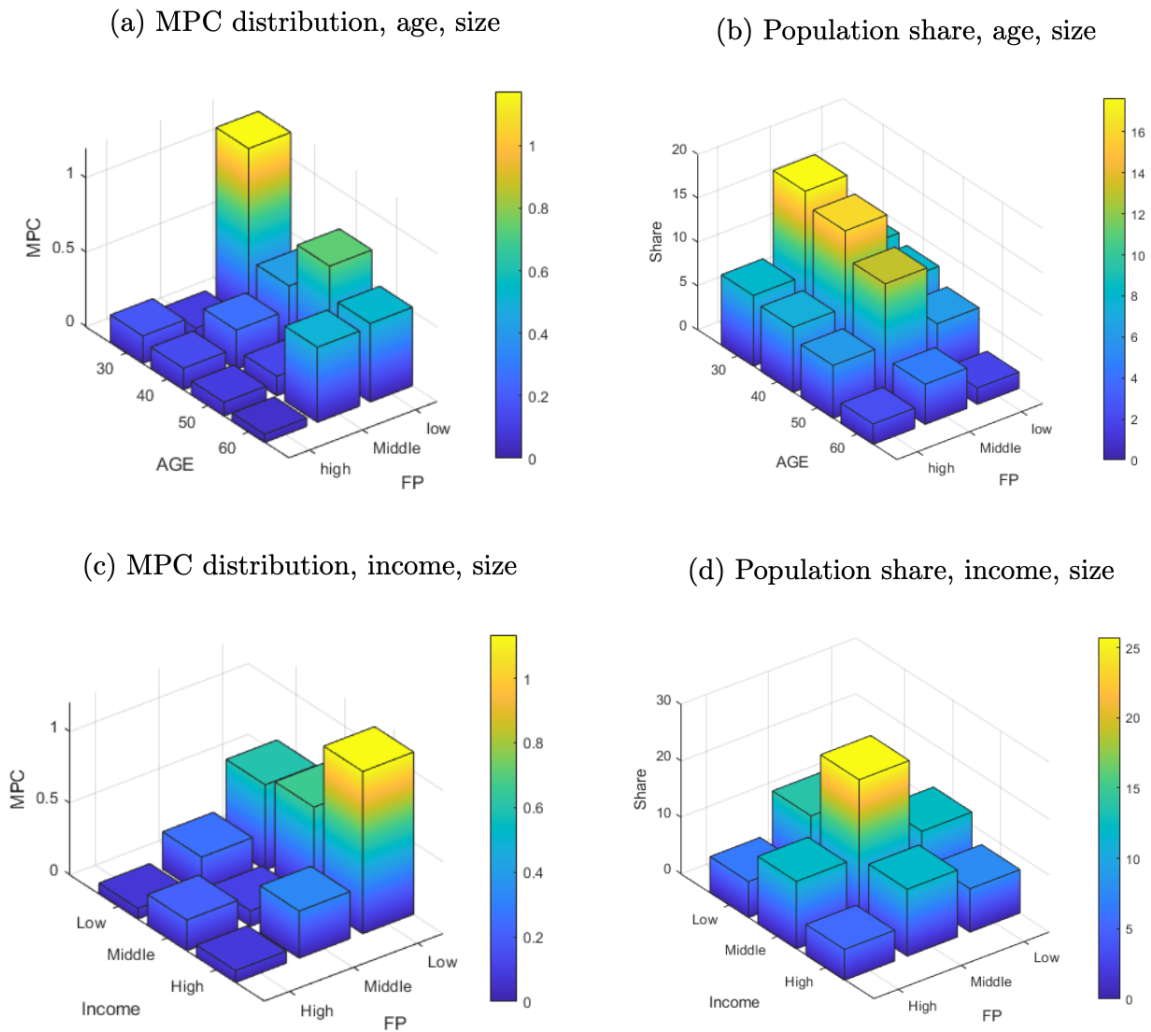 (a) MPC distribution, age, size
MPC
1
0.5
0
30
40
50
60
AGE
high
Middle
low
FP
1
0.8
0.6
0.4
0.2
0
(b) Population share, age, size
Share
20
15
10
5
0
30
40
50
60
AGE
high
Middle
low
FP
16
14
12
10
8
6
4
2
0
(c) MPC distribution, income, size
MPC
1
0.5
0
Low
Middle
High
Income
High
Middle
Low
FP
1
0.8
0.6
0.4
0.2
0
(d) Population share, income, size
Share
30
20
10
0
Low
Middle
High
Income
High
Middle
Low
FP
25
20
15
10
5
0